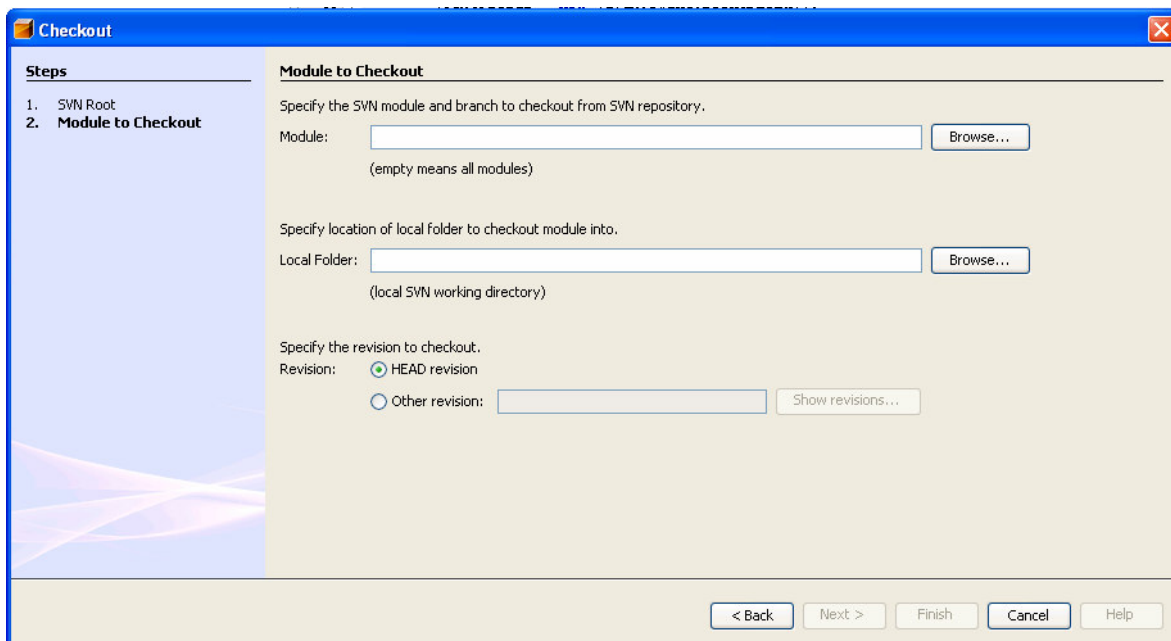 Checkout
Steps
1. SVN Root
2. Module to Checkout
Module to Checkout
Specify the SVN module and branch to checkout from SVN repository.
Module: Browse...
(empty means all modules)
Specify location of local folder to checkout module into.
Local Folder: Browse...
(local SVN working directory)
Specify the revision to checkout.
Revision: HEAD revision
Other revision: Show revisions...
< Back Next > Finish Cancel Help